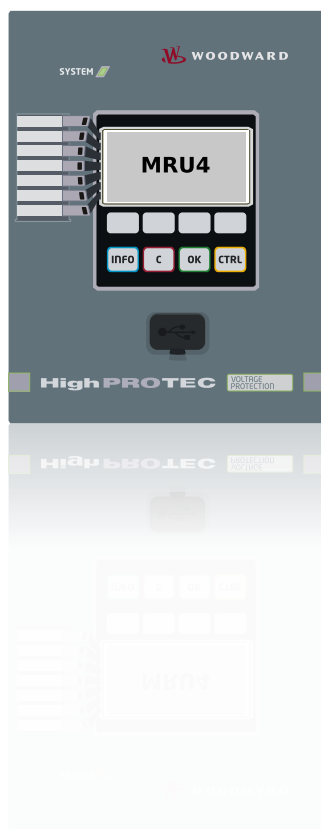 WOODWARD
SYSTEM
MRU4
INFO C OK CTRL
HighPROTEC VOLTAGE
PROTECTION